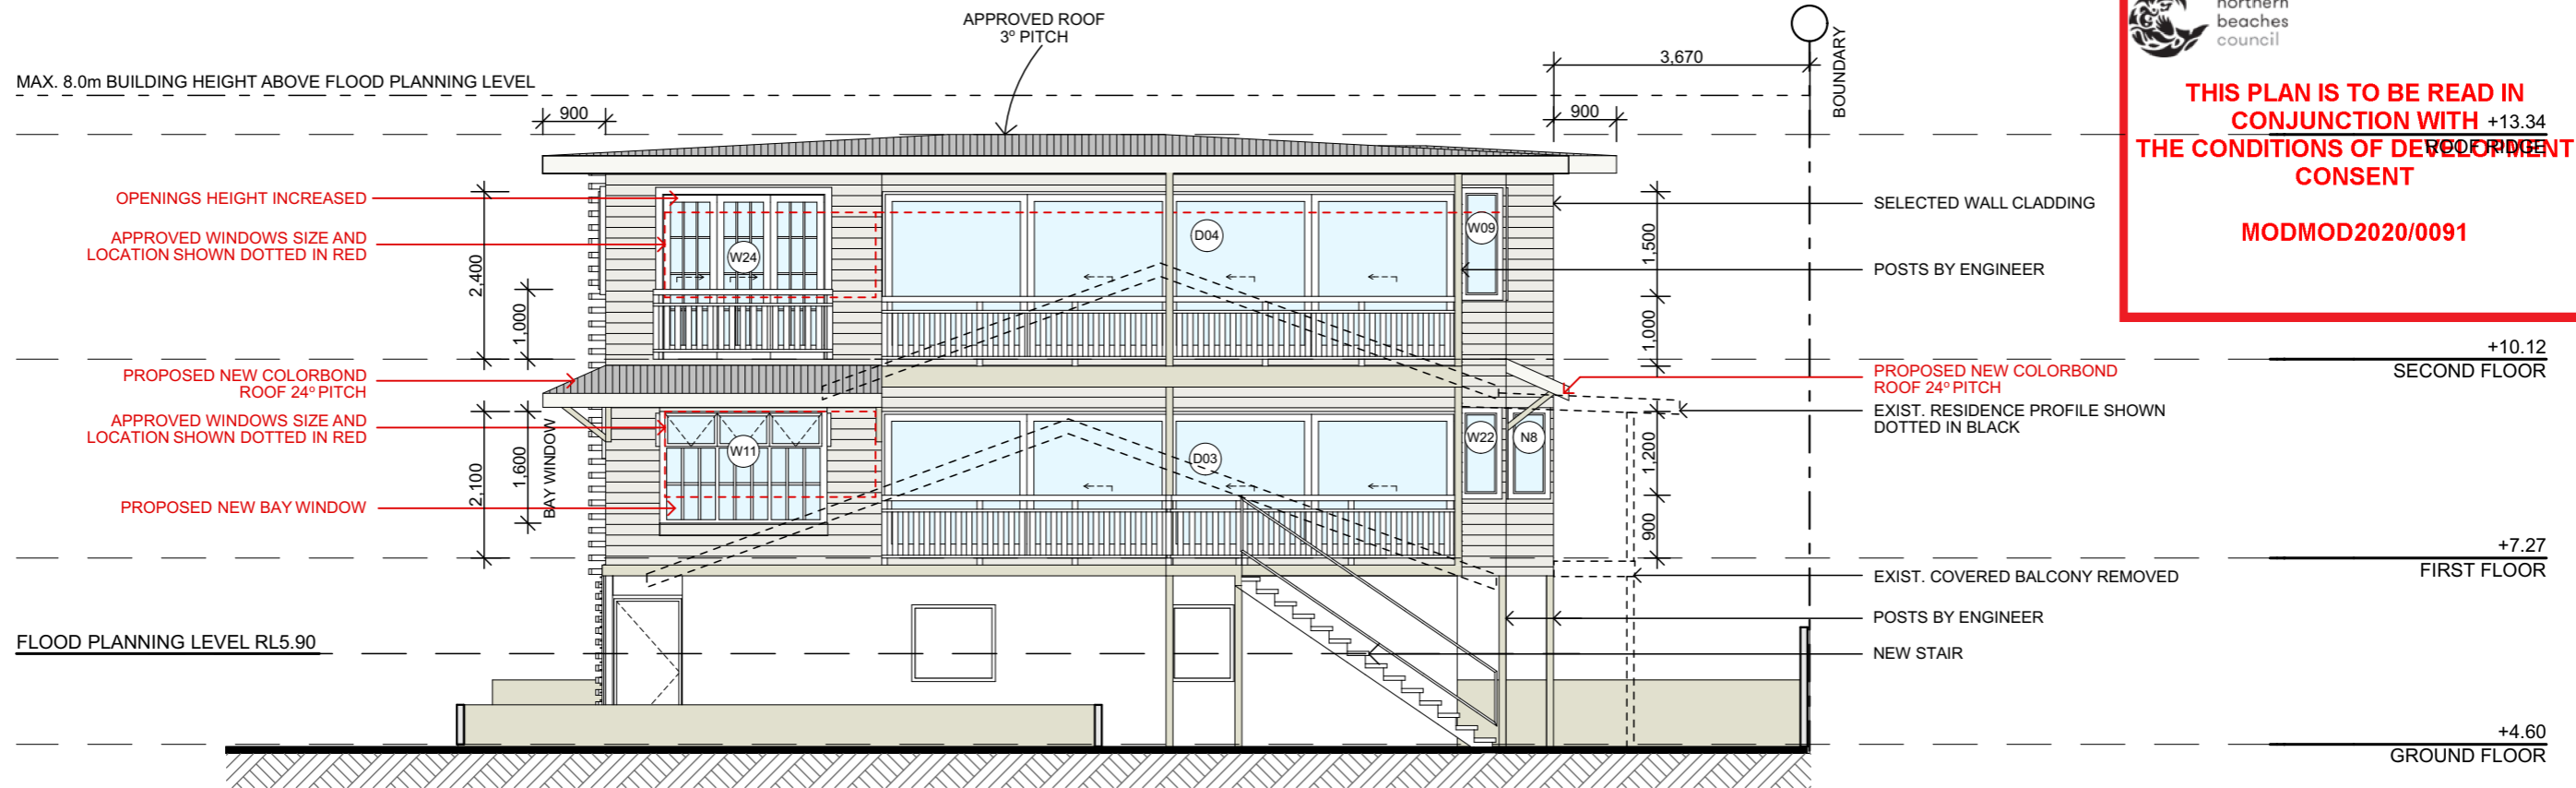 APPROVED ROOF
3º PITCH
MAX. 8.0m BUILDING HEIGHT ABOVE FLOOD PLANNING LEVEL
900
3,670
900
BOUNDARY
northern
beaches
council
THIS PLAN IS TO BE READ IN
CONJUNCTION WITH
THE CONDITIONS OF DEVELOPMENT
CONSENT
MODMOD2020/0091
+13.34
ROOF RIDGE
OPENINGS HEIGHT INCREASED
APPROVED WINDOWS SIZE AND
LOCATION SHOWN DOTTED IN RED
2,400
1,000
W24
D04
W09
1,500
1,000
SELECTED WALL CLADDING
POSTS BY ENGINEER
+10.12
SECOND FLOOR
PROPOSED NEW COLORBOND
ROOF 24º PITCH
APPROVED WINDOWS SIZE AND
LOCATION SHOWN DOTTED IN RED
PROPOSED NEW BAY WINDOW
2,100
1,600
BAY WINDOW
W11
D03
W22
N8
1,200
900
PROPOSED NEW COLORBOND
ROOF 24º PITCH
EXIST. RESIDENCE PROFILE SHOWN
DOTTED IN BLACK
+7.27
FIRST FLOOR
EXIST. COVERED BALCONY REMOVED
POSTS BY ENGINEER
NEW STAIR
FLOOD PLANNING LEVEL RL5.90
+4.60
GROUND FLOOR